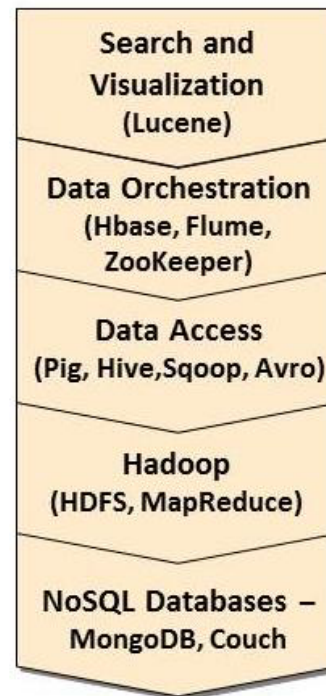 Search and
Visualization
(Lucene)
Data Orchestration
(Hbase, Flume,
ZooKeeper)
Data Access
(Pig, Hive,Sqoop, Avro)
Hadoop
(HDFS, MapReduce)
NoSQL Databases –
MongoDB, Couch